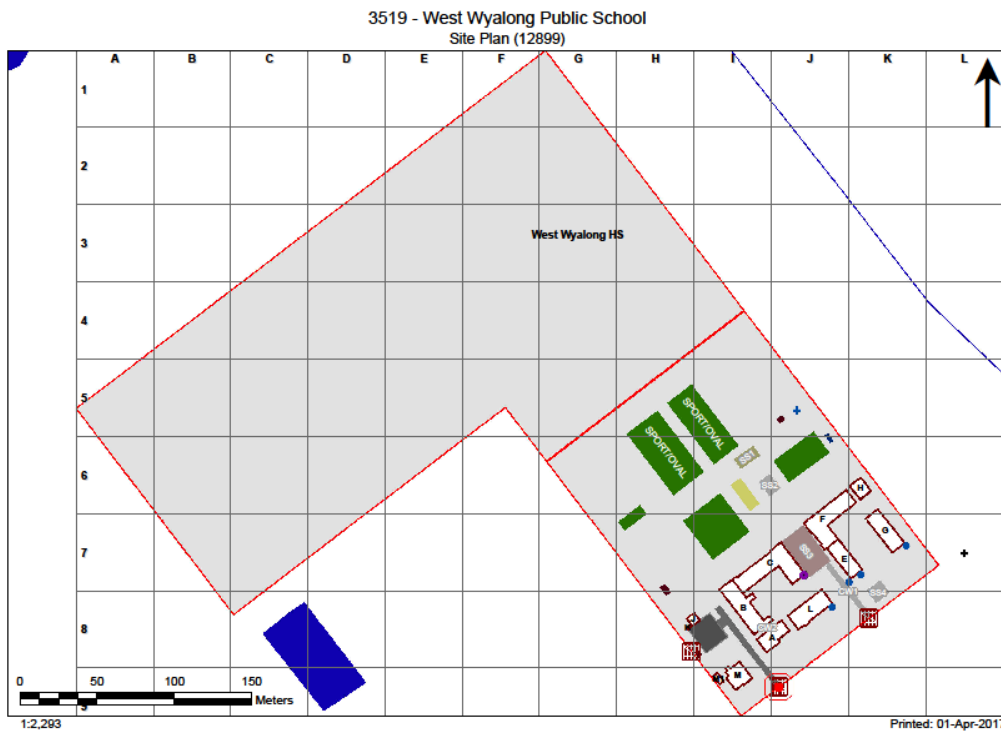 3519 - West Wyalong Public School
Site Plan (12899)
A B C D E F G H I J K L
1
2
3
West Wyalong HS
4
5
SPORT/OVAL
SPORT/OVAL
6
SS1
SS2
H
F
G
7
SS3
E
C
CW1
SS4
B
L
8
J
A
M
0 50 100 150
Meters
9
1:2,293
Printed: 01-Apr-2017